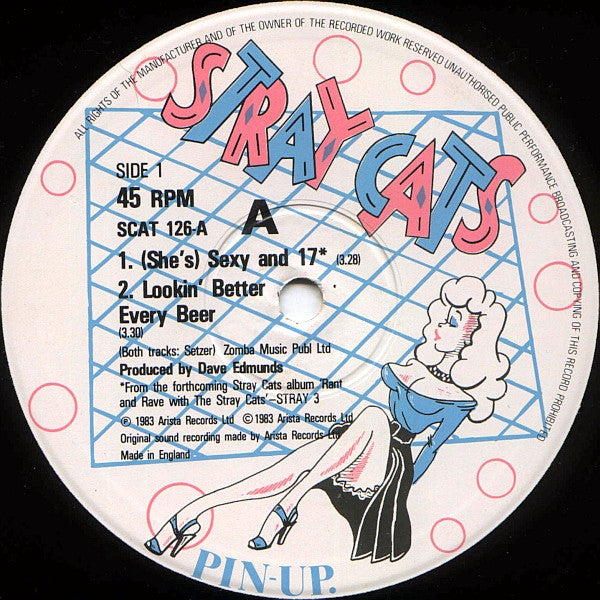 ALL RIGHTS OF THE MANUFACTURER AND OF THE OWNER OF THE RECORDED WORK RESERVED UNAUTHORISED PUBLIC PERFORMANCE BROADCASTING AND COPYING OF THIS RECORD PROHIBITED
STRAY CATS
SIDE 1
45 RPM
SCAT 126-A
A
1. (She's) Sexy and 17* (3.28)
2. Lookin' Better
Every Beer
(3.30)
(Both tracks: Setzer) Zomba Music Publ Ltd
Produced by Dave Edmunds
*From the forthcoming Stray Cats album 'Rant
and Rave with The Stray Cats'–STRAY 3
℗ 1983 Arista Records Ltd © 1983 Arista Records Ltd
Original sound recording made by Arista Records Ltd
Made in England
PIN-UP.